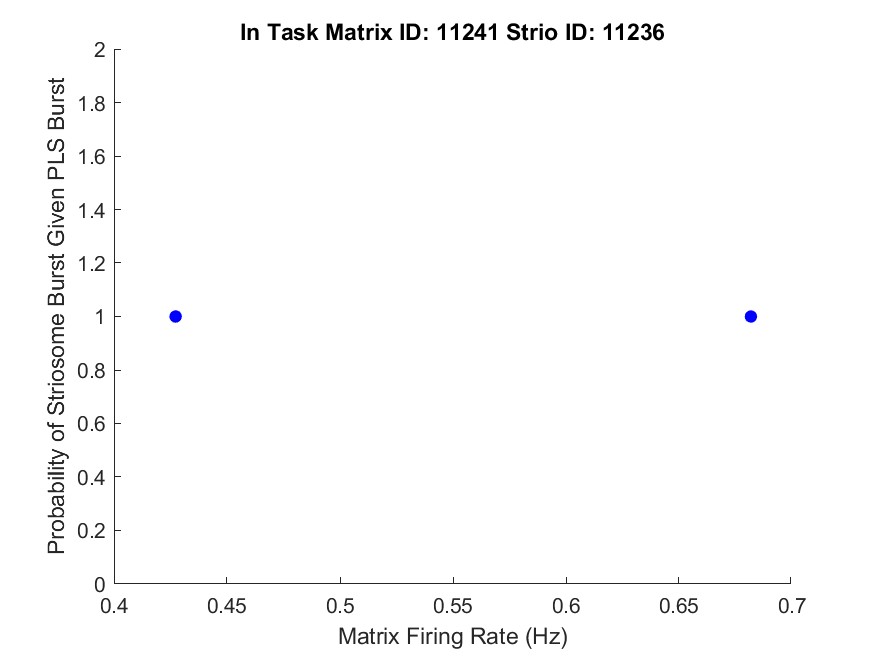 In Task Matrix ID: 11241 Strio ID: 11236
Probability of Striosome Burst Given PLS Burst
2
1.8
1.6
1.4
1.2
1
0.8
0.6
0.4
0.2
0
0.4 0.45 0.5 0.55 0.6 0.65 0.7
Matrix Firing Rate (Hz)